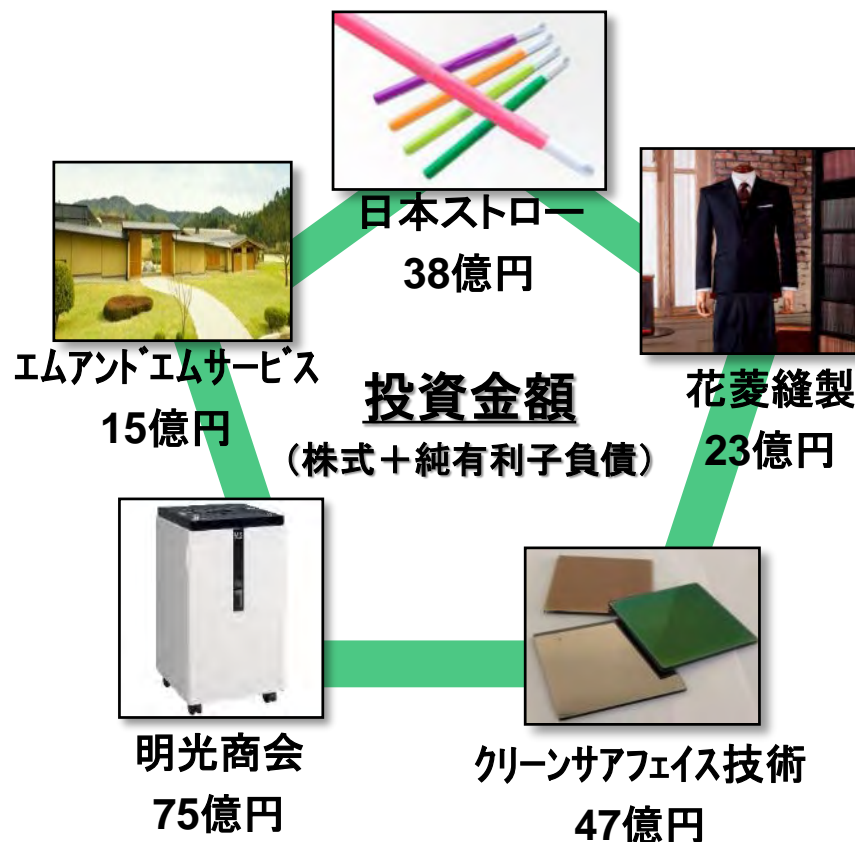 日本ストロー
38億円
エムアンドエムサービス
15億円
花菱縫製
23億円
投資金額
（株式＋純有利子負債）
明光商会
75億円
クリーンサアフェイス技術
47億円